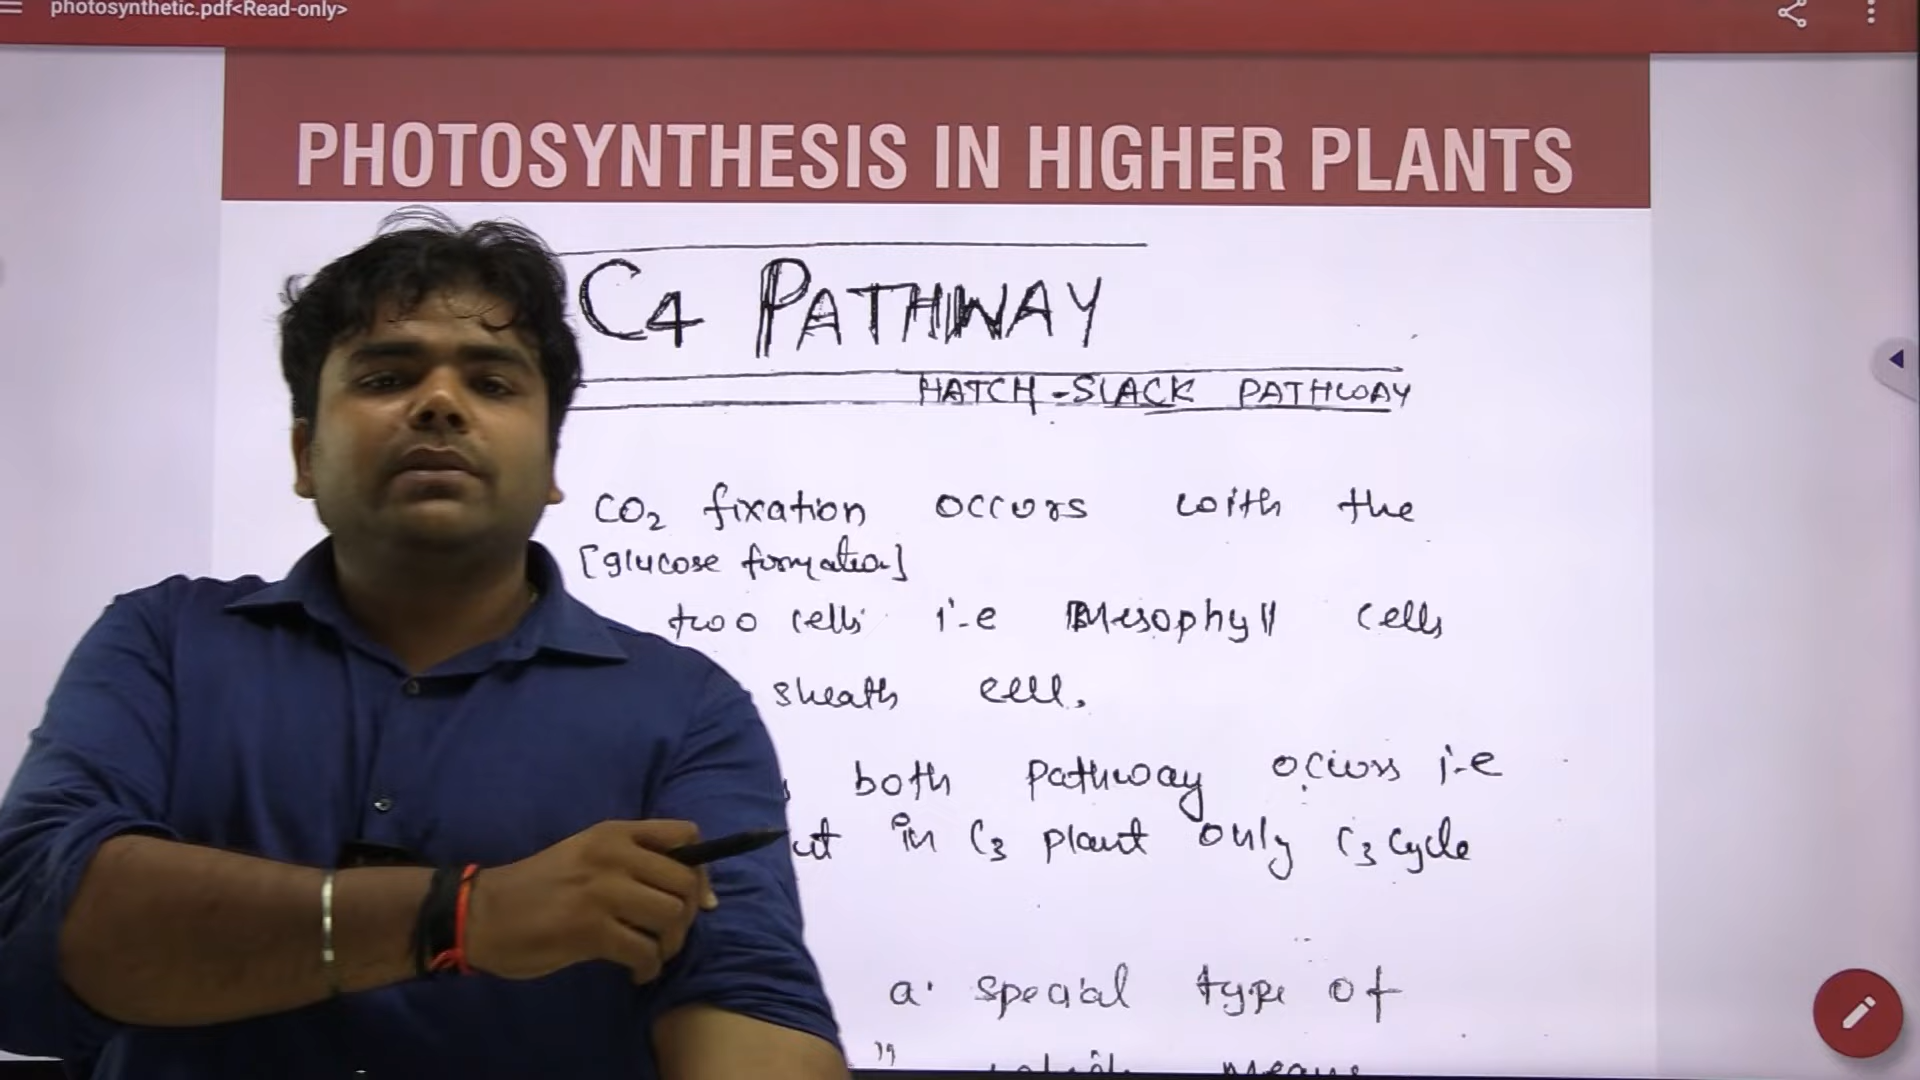 photosynthetic.pdf<Read-only>
PHOTOSYNTHESIS IN HIGHER PLANTS
C4 PATHWAY
HATCH-SLACK PATHWAY
CO2 fixation occurs with the
[glucose formation]
two cells i-e Mesophyll cells
sheath cell.
both pathway occurs i-e
ut in C3 plant only C3 cycle
a special type of
means